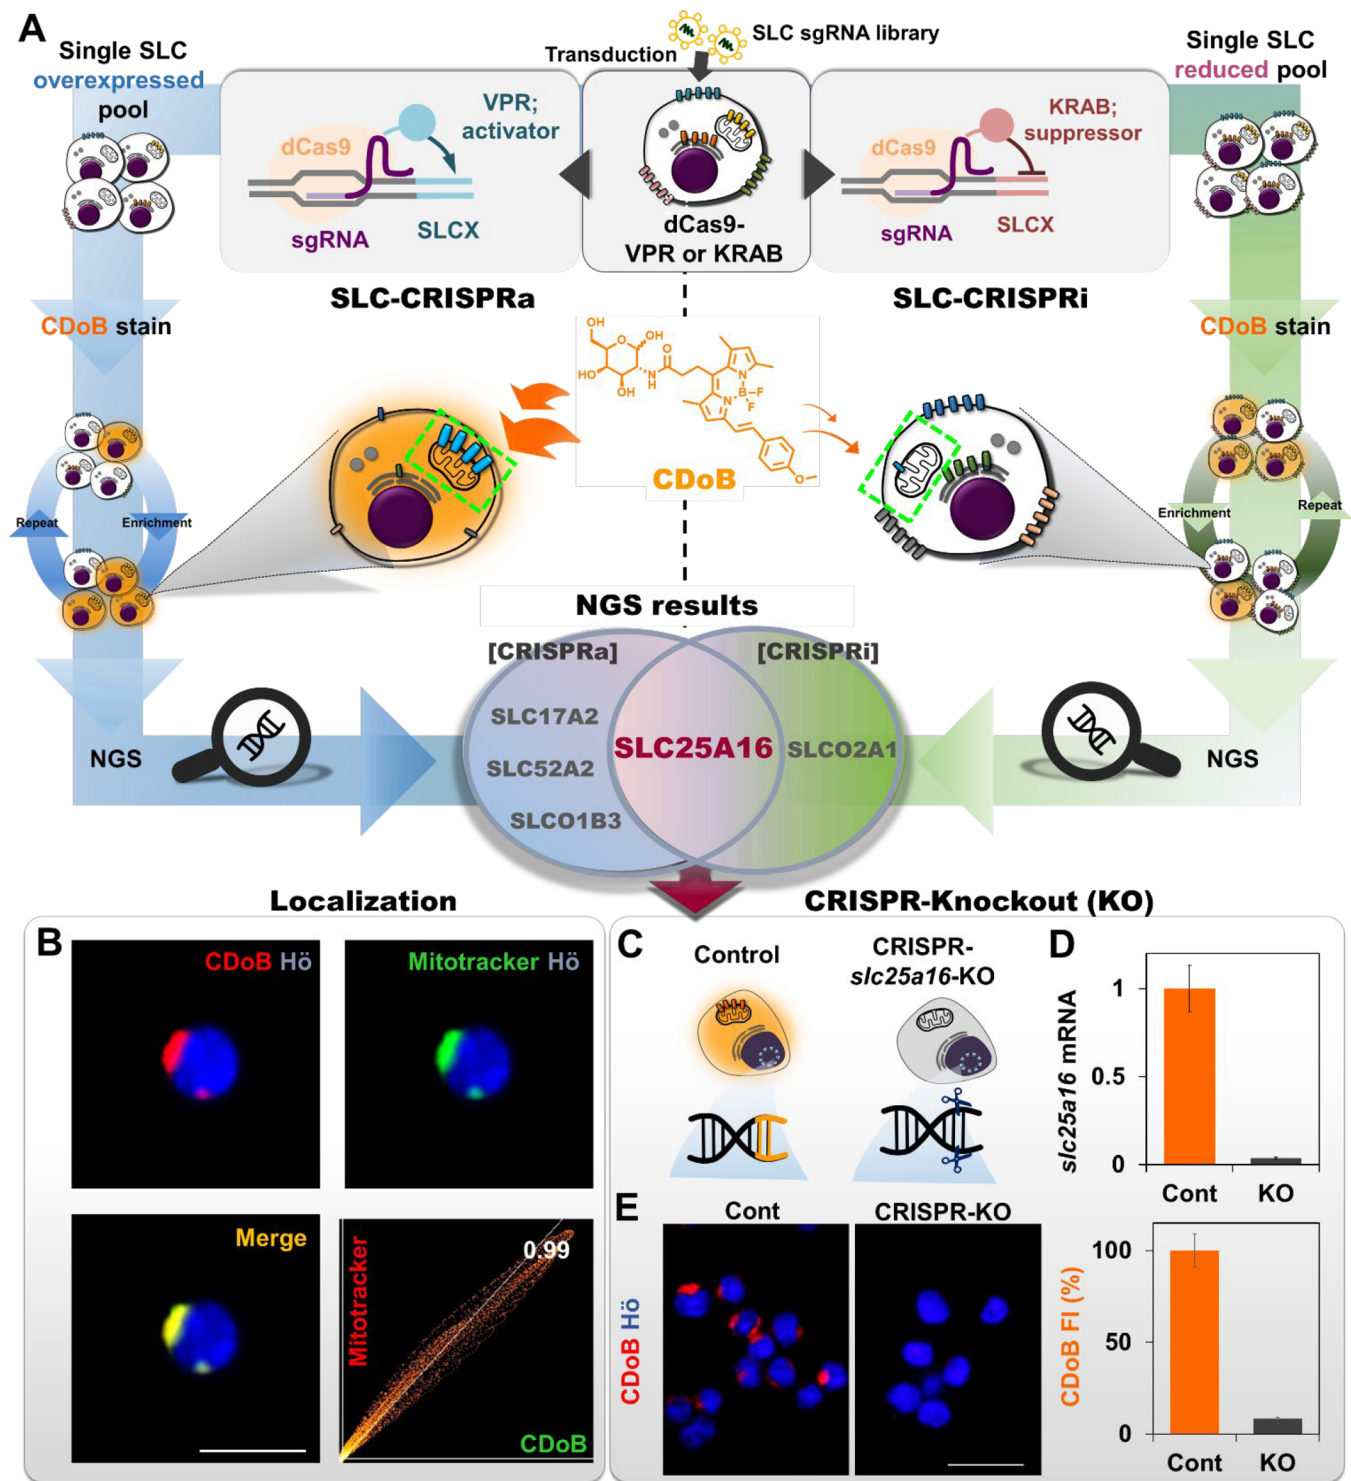 A
Single SLC
overexpressed
pool
Transduction
SLC sgRNA library
Single SLC
reduced pool
VPR;
activator
dCas9
sgRNA
SLCX
dCas9-
VPR or KRAB
KRAB;
suppressor
dCas9
sgRNA
SLCX
SLC-CRISPRa
SLC-CRISPRi
CDoB stain
CDoB stain
OH
O
OH
HO
OH
N
H
O
N
N
B
F
F
O
CDoB
Repeat
Enrichment
Enrichment
Repeat
NGS results
[CRISPRa]
[CRISPRi]
SLC17A2
SLC52A2
SLCO1B3
SLC25A16
SLCO2A1
NGS
NGS
Localization
CRISPR-Knockout (KO)
B
CDoB Hö
Mitotracker Hö
Merge
Mitotracker
0.99
CDoB
C
Control
CRISPR-
slc25a16-KO
D
slc25a16 mRNA
1
0.5
0
Cont
KO
E
Cont
CRISPR-KO
CDoB Hö
CDoB FI (%)
100
50
0
Cont
KO